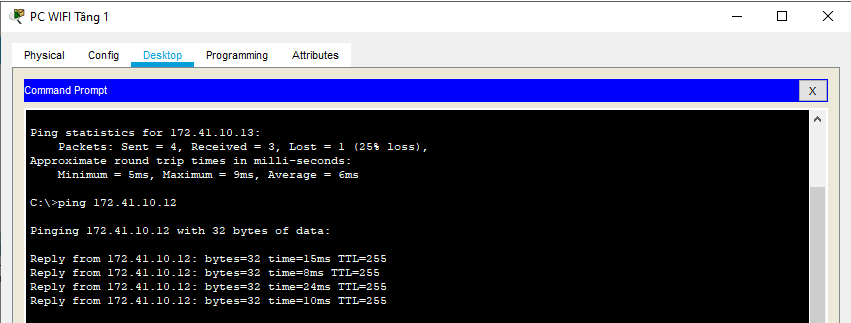 PC WIFI Tầng 1
Physical Config Desktop Programming Attributes
Command Prompt X
Ping statistics for 172.41.10.13:
Packets: Sent = 4, Received = 3, Lost = 1 (25% loss),
Approximate round trip times in milli-seconds:
Minimum = 5ms, Maximum = 9ms, Average = 6ms
C:\>ping 172.41.10.12
Pinging 172.41.10.12 with 32 bytes of data:
Reply from 172.41.10.12: bytes=32 time=15ms TTL=255
Reply from 172.41.10.12: bytes=32 time=8ms TTL=255
Reply from 172.41.10.12: bytes=32 time=24ms TTL=255
Reply from 172.41.10.12: bytes=32 time=10ms TTL=255